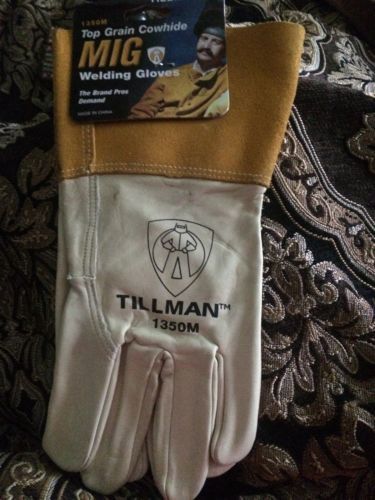 1350M
Top Grain Cowhide
MIG
Welding Gloves
The Brand Pros
Demand
MADE IN CHINA
TILLMAN™
1350M